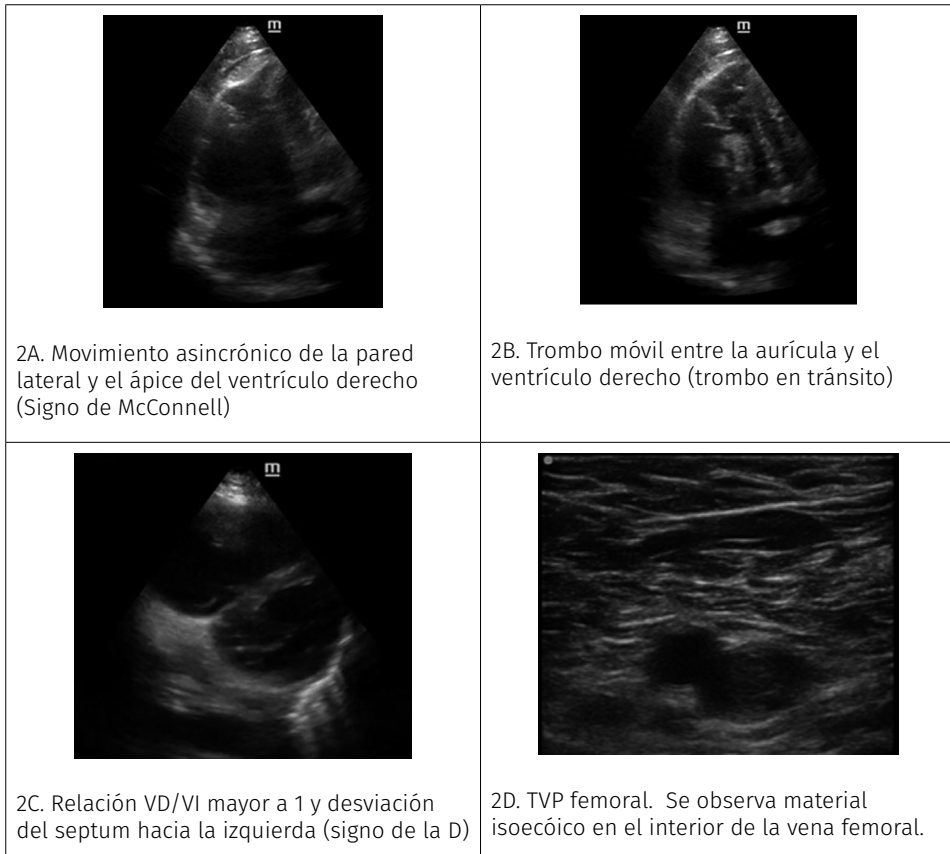 m
m
2A. Movimiento asincrónico de la pared
lateral y el ápice del ventrículo derecho
(Signo de McConnell)
2B. Trombo móvil entre la aurícula y el
ventrículo derecho (trombo en tránsito)
m
2C. Relación VD/VI mayor a 1 y desviación
del septum hacia la izquierda (signo de la D)
2D. TVP femoral. Se observa material
isoecóico en el interior de la vena femoral.